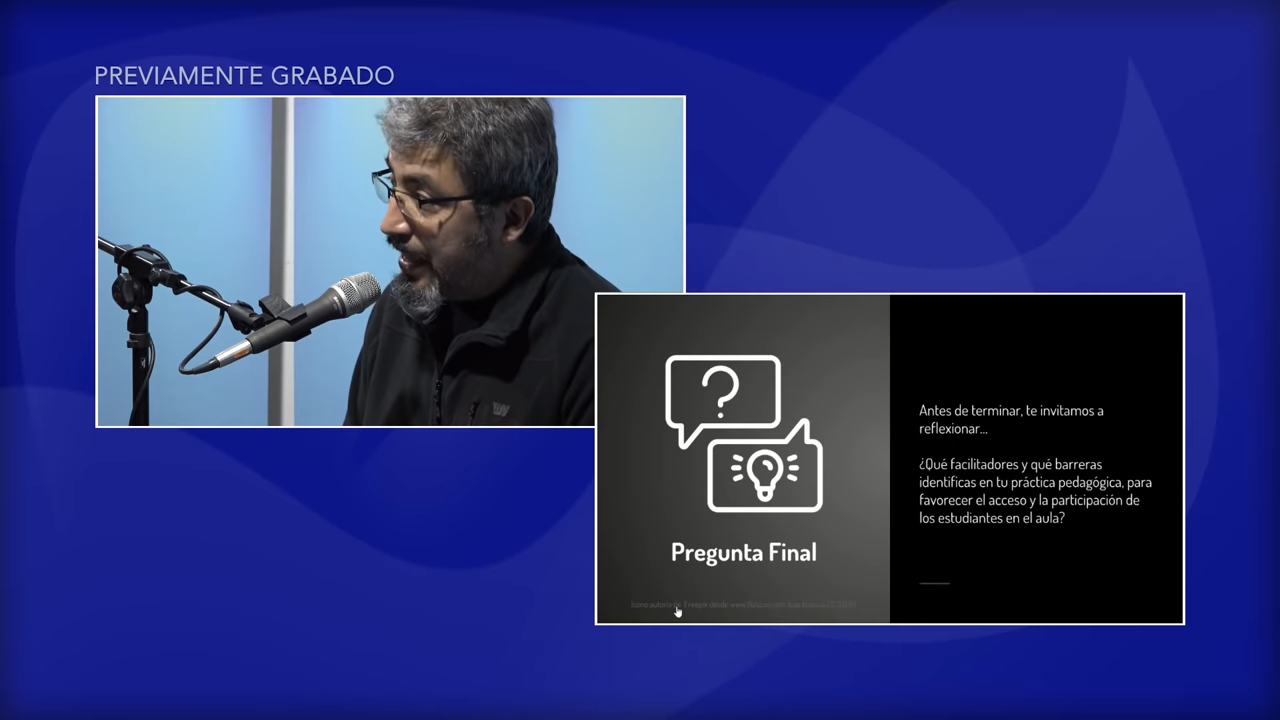 PREVIAMENTE GRABADO
Antes de terminar, te invitamos a
reflexionar...
¿Qué facilitadores y qué barreras
identificas en tu práctica pedagógica, para
favorecer el acceso y la participación de
los estudiantes en el aula?
Pregunta Final